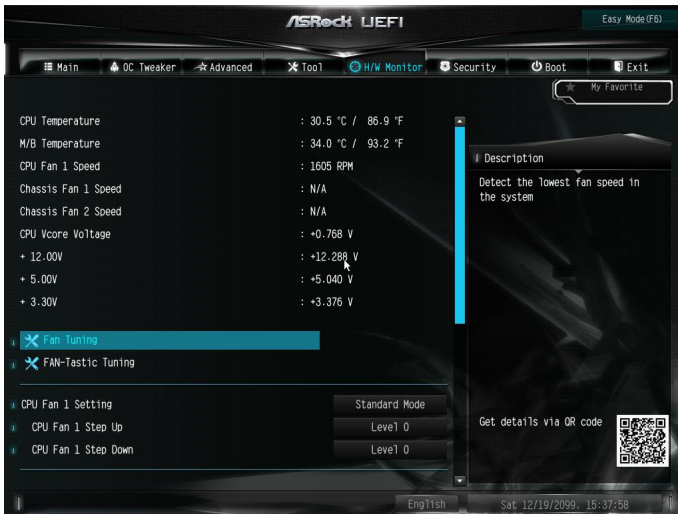 ASRock UEFI
Easy Mode(F6)
Main OC Tweaker Advanced Tool H/W Monitor Security Boot Exit
My Favorite
CPU Temperature : 30.5 °C / 86.9 °F
M/B Temperature : 34.0 °C / 93.2 °F
CPU Fan 1 Speed : 1605 RPM
Chassis Fan 1 Speed : N/A
Chassis Fan 2 Speed : N/A
CPU Vcore Voltage : +0.768 V
+ 12.00V : +12.288 V
+ 5.00V : +5.040 V
+ 3.30V : +3.376 V
Fan Tuning
FAN-Tastic Tuning
CPU Fan 1 Setting Standard Mode
CPU Fan 1 Step Up Level 0
CPU Fan 1 Step Down Level 0
Description
Detect the lowest fan speed in
the system
Get details via QR code
English
Sat 12/19/2099. 15:37:58